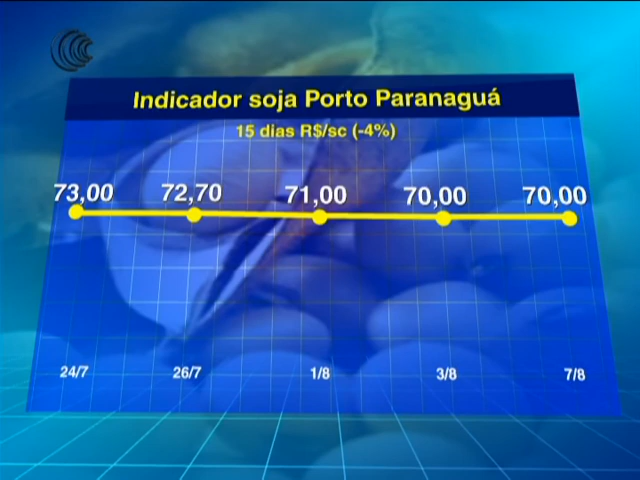 Indicador soja Porto Paranaguá
15 dias R$/sc (-4%)
73,00 72,70 71,00 70,00 70,00
24/7 26/7 1/8 3/8 7/8